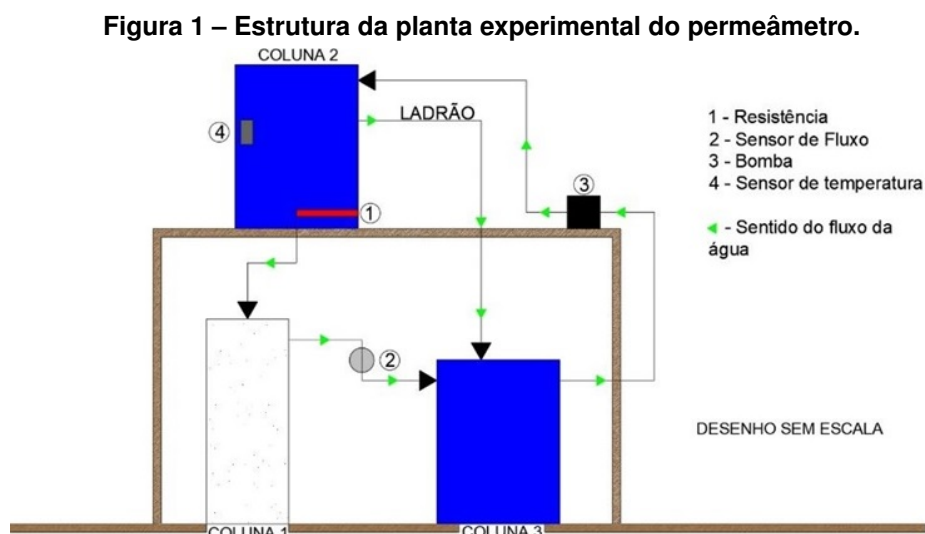 Figura 1 – Estrutura da planta experimental do permeâmetro.
COLUNA 2
LADRÃO
4
3
1
2
1 - Resistência
2 - Sensor de Fluxo
3 - Bomba
4 - Sensor de temperatura
- Sentido do fluxo da
água
DESENHO SEM ESCALA
COLUNA 1
COLUNA 3